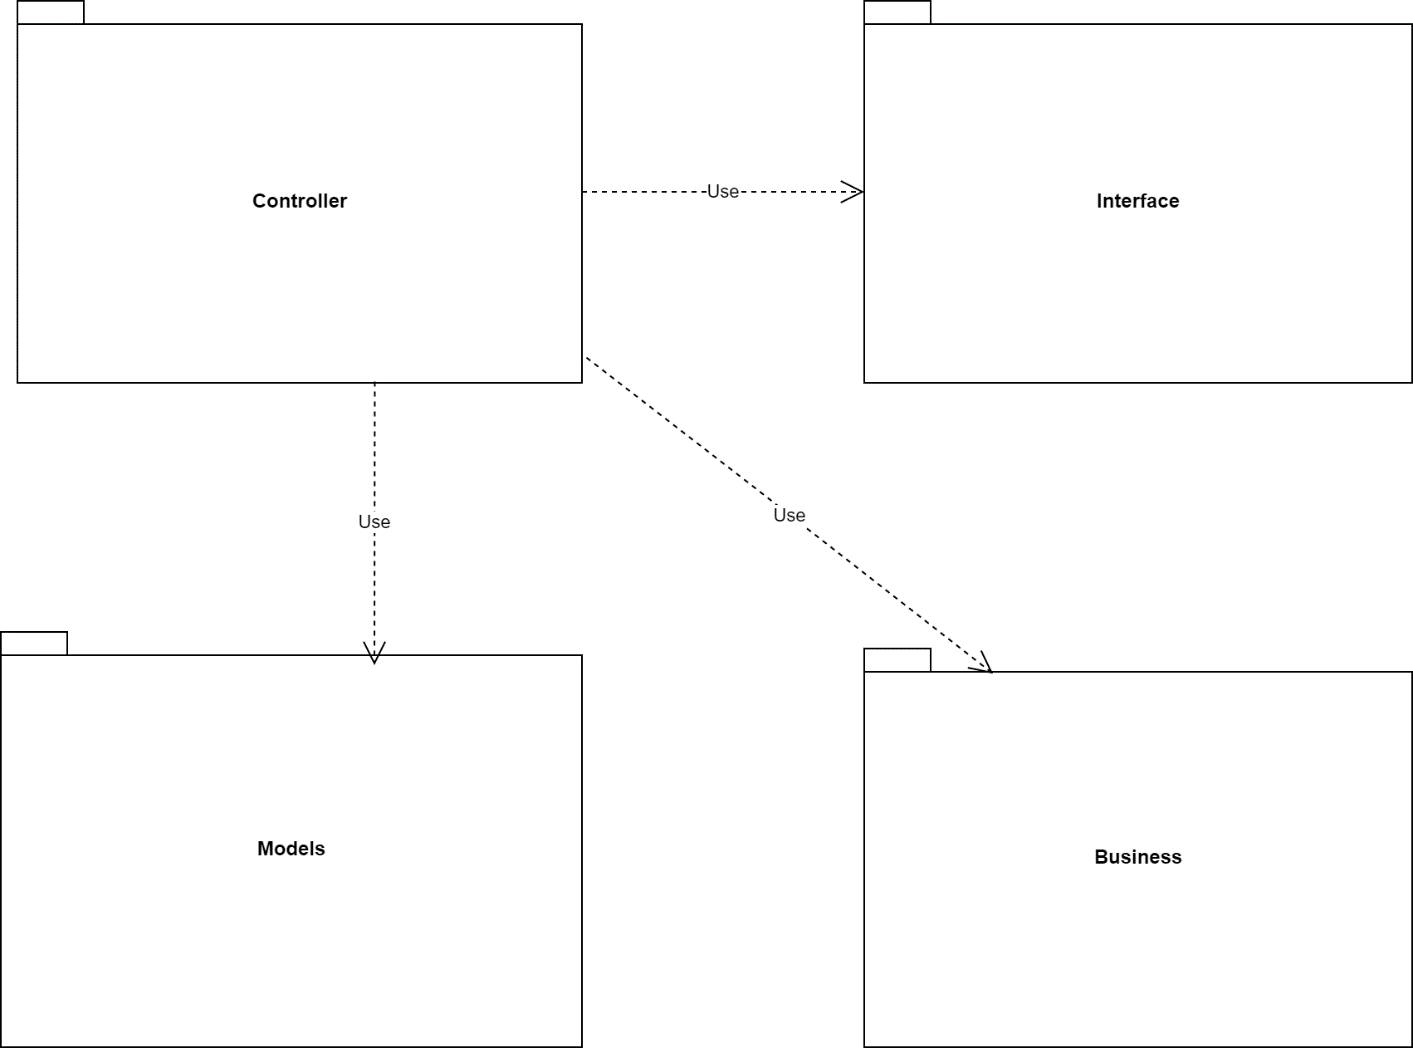 Controller
Use
Interface
Use
Use
Models
Business